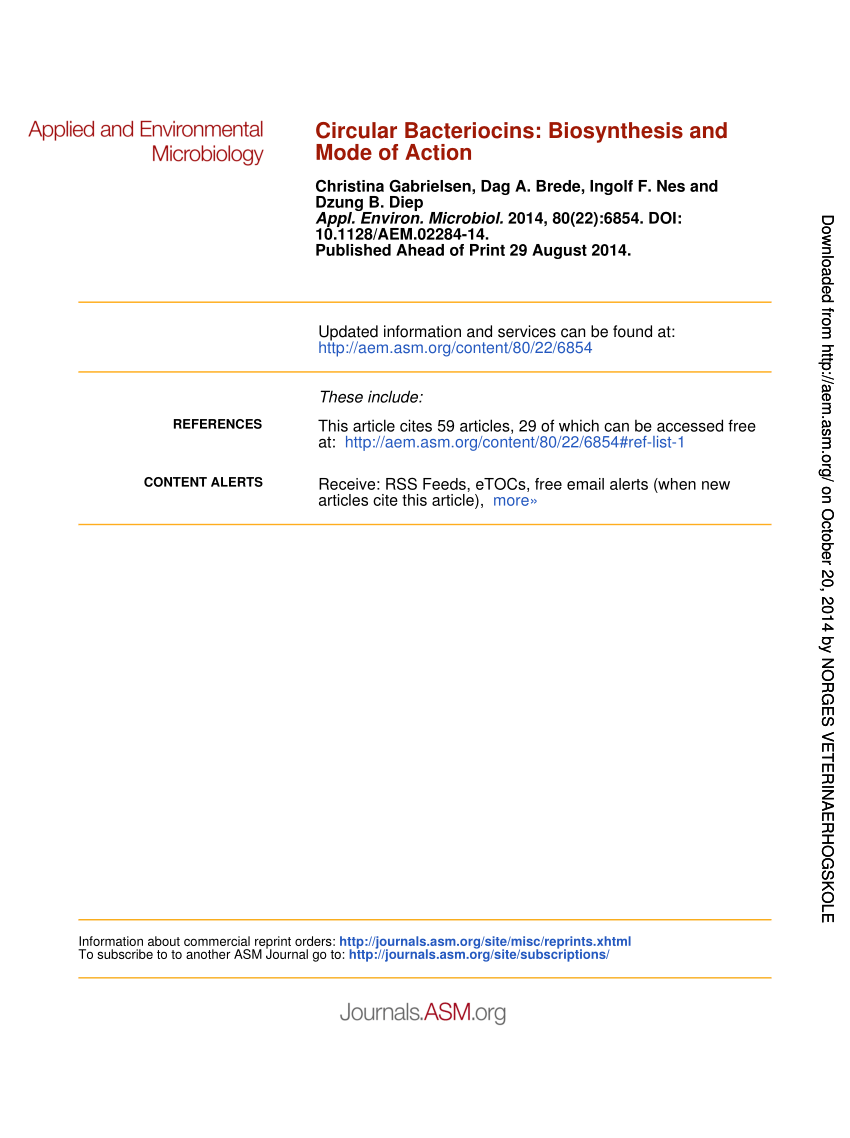 Applied and Environmental
Microbiology
Circular Bacteriocins: Biosynthesis and
Mode of Action
Christina Gabrielsen, Dag A. Brede, Ingolf F. Nes and
Dzung B. Diep
Appl. Environ. Microbiol. 2014, 80(22):6854. DOI:
10.1128/AEM.02284-14.
Published Ahead of Print 29 August 2014.
Updated information and services can be found at:
http://aem.asm.org/content/80/22/6854
These include:
REFERENCES
This article cites 59 articles, 29 of which can be accessed free
at: http://aem.asm.org/content/80/22/6854#ref-list-1
CONTENT ALERTS
Receive: RSS Feeds, eTOCs, free email alerts (when new
articles cite this article), more»
Information about commercial reprint orders: http://journals.asm.org/site/misc/reprints.xhtml
To subscribe to to another ASM Journal go to: http://journals.asm.org/site/subscriptions/
Journals.ASM.org
Downloaded from http://aem.asm.org/ on October 20, 2014 by NORGES VETERINAERHOGSKOLE